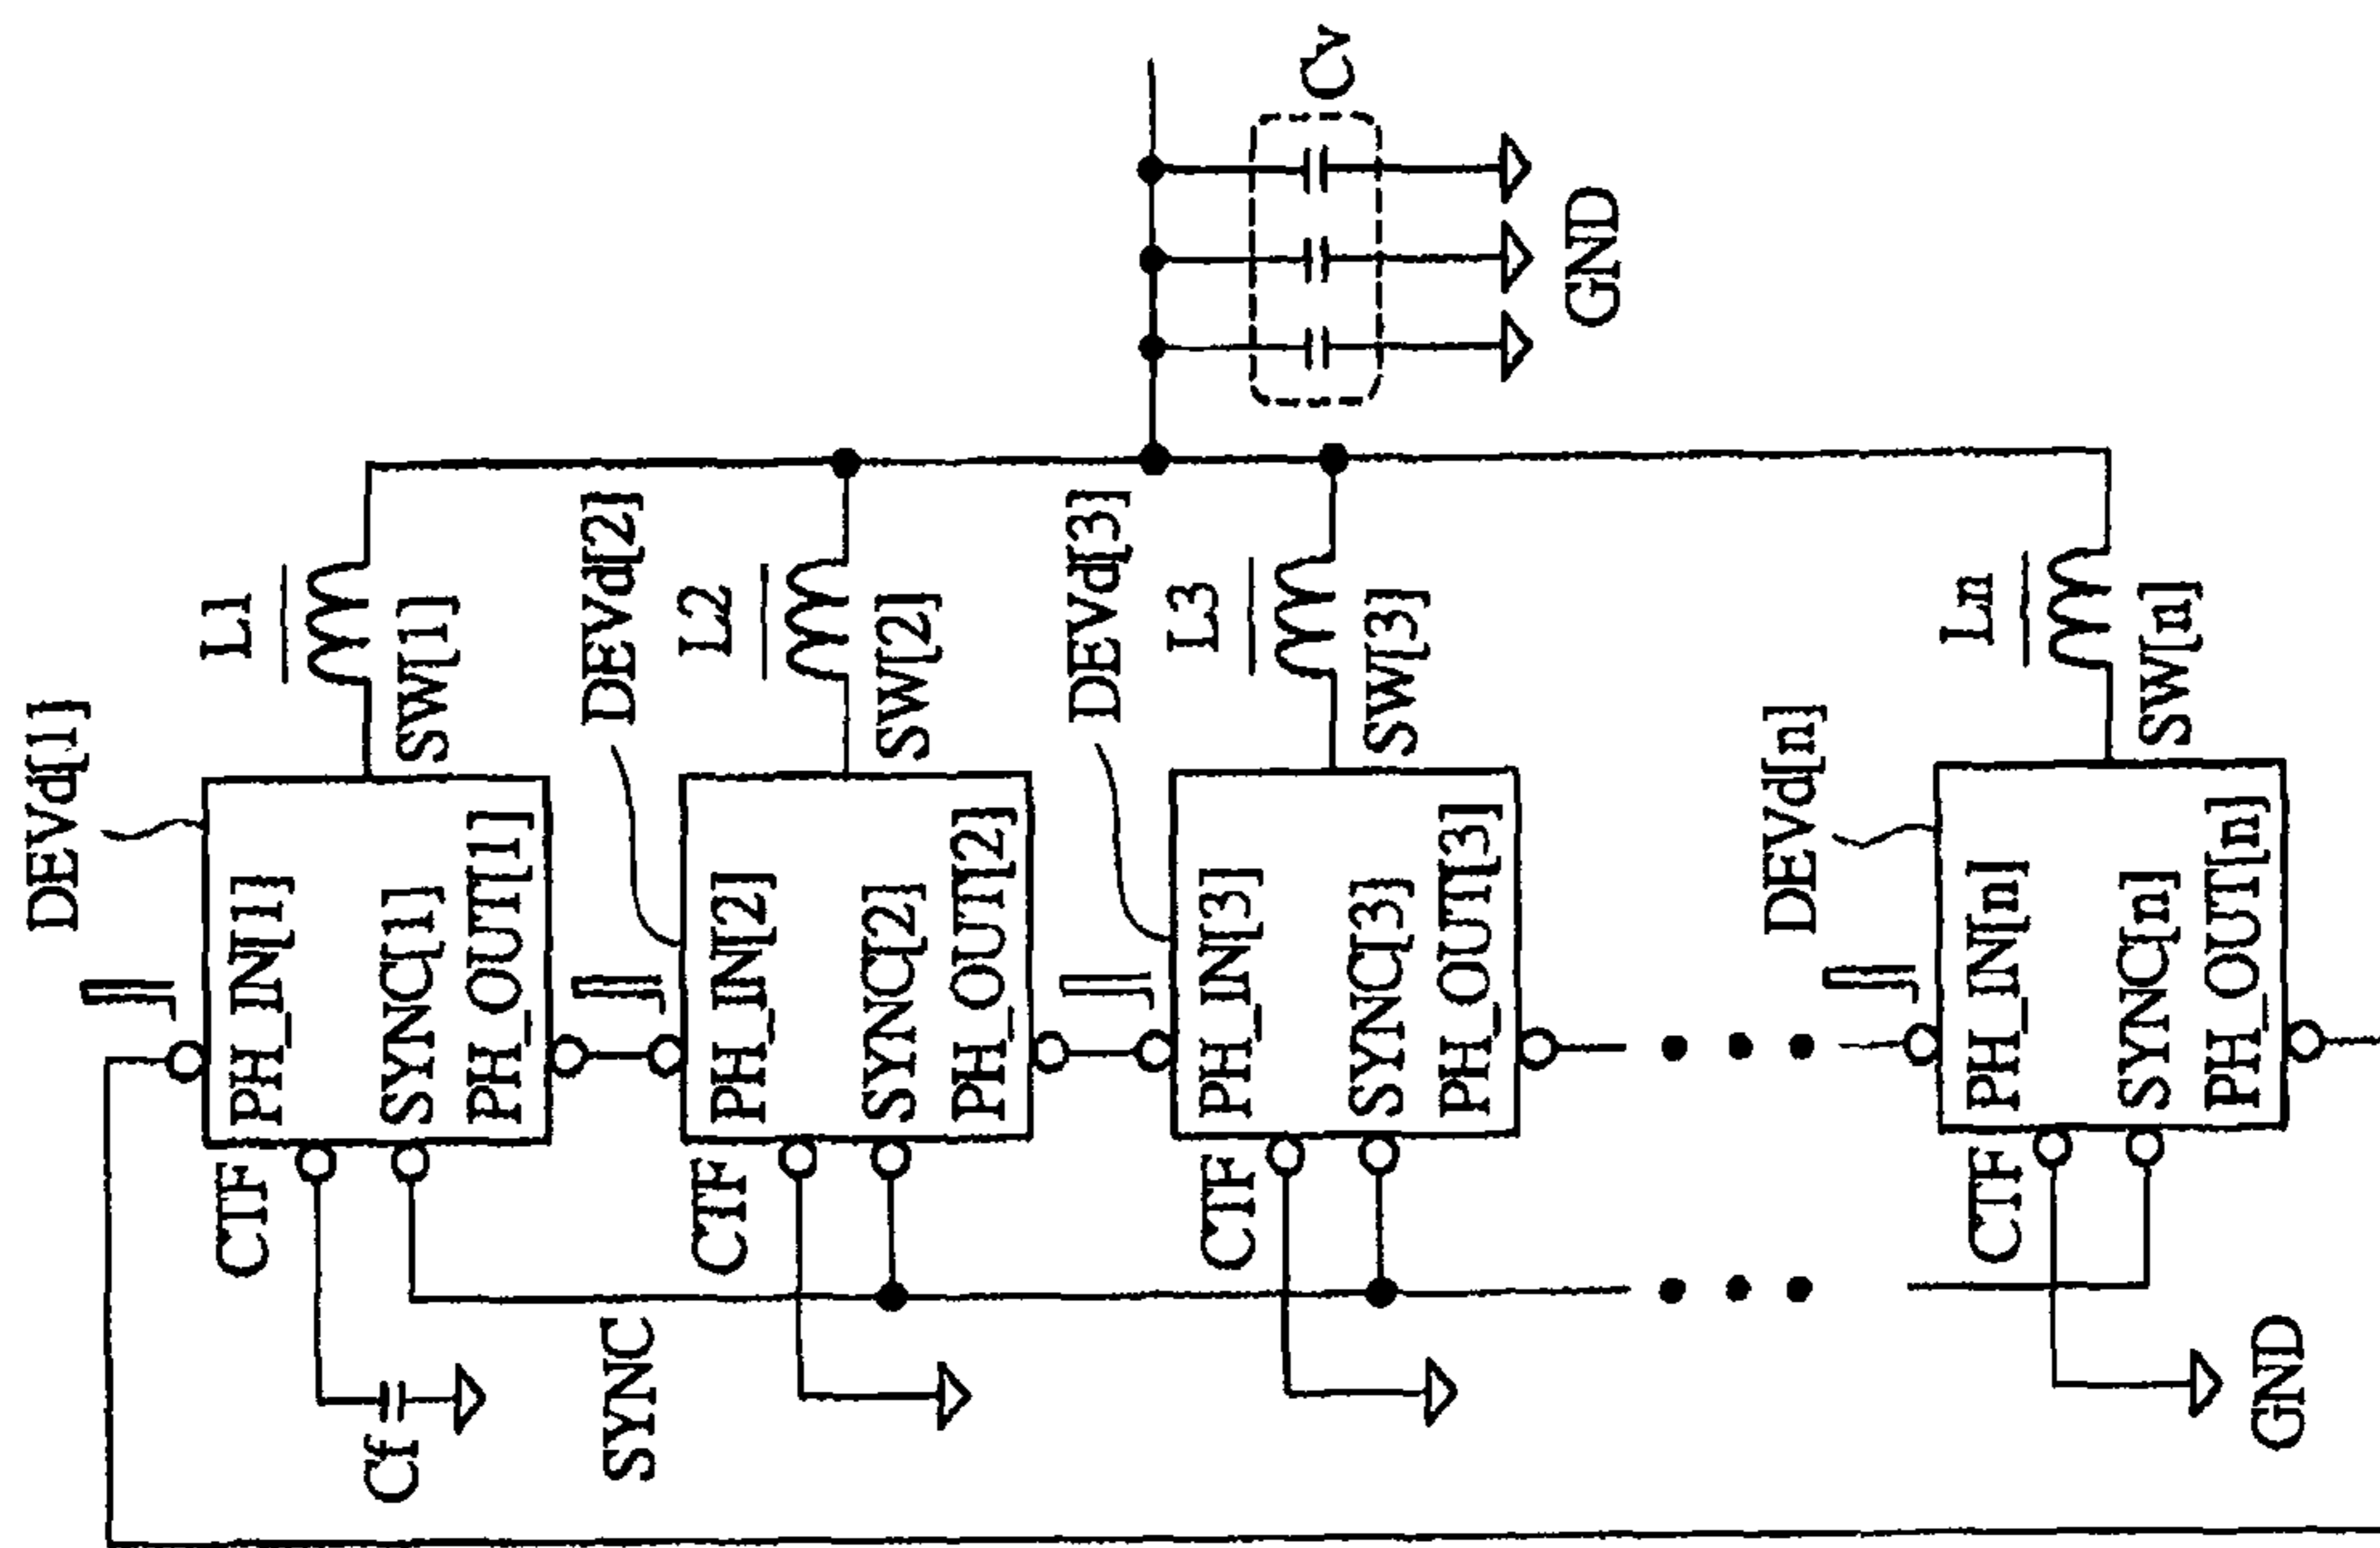 DEVd[1]
L1
SW[1]
PH_IN[1]
SYNC[1]
PH_OUT[1]
CTF
Cf
SYNC
DEVd[2]
L2
SW[2]
PH_IN[2]
SYNC[2]
PH_OUT[2]
CTF
DEVd[3]
L3
SW[3]
PH_IN[3]
SYNC[3]
PH_OUT[3]
CTF
Cv
GND
DEVd[n]
Ln
SW[n]
PH_IN[n]
SYNC[n]
PH_OUT[n]
CTF
GND